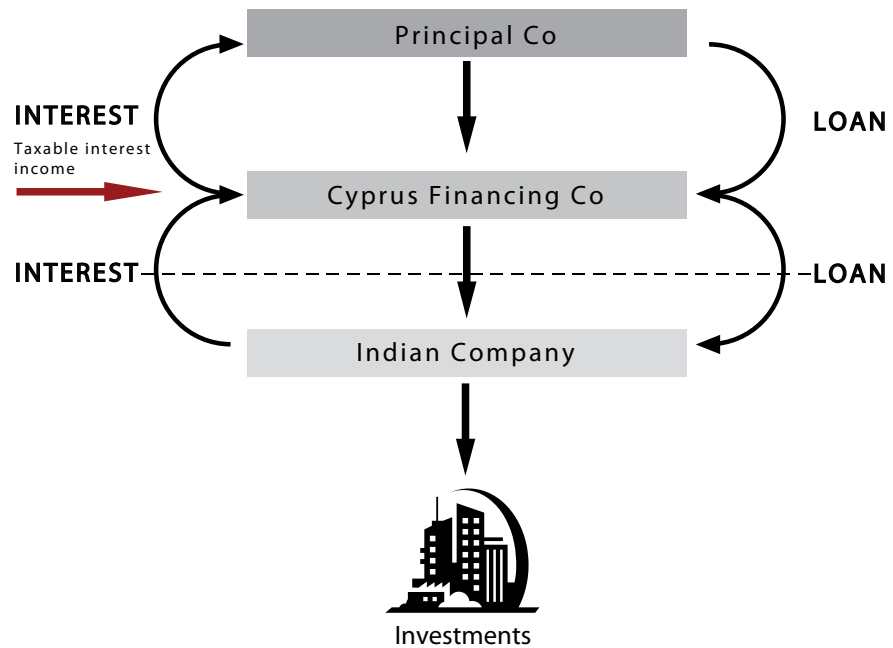 Principal Co
INTEREST
LOAN
Taxable interest
income
Cyprus Financing Co
INTEREST
LOAN
Indian Company
Investments